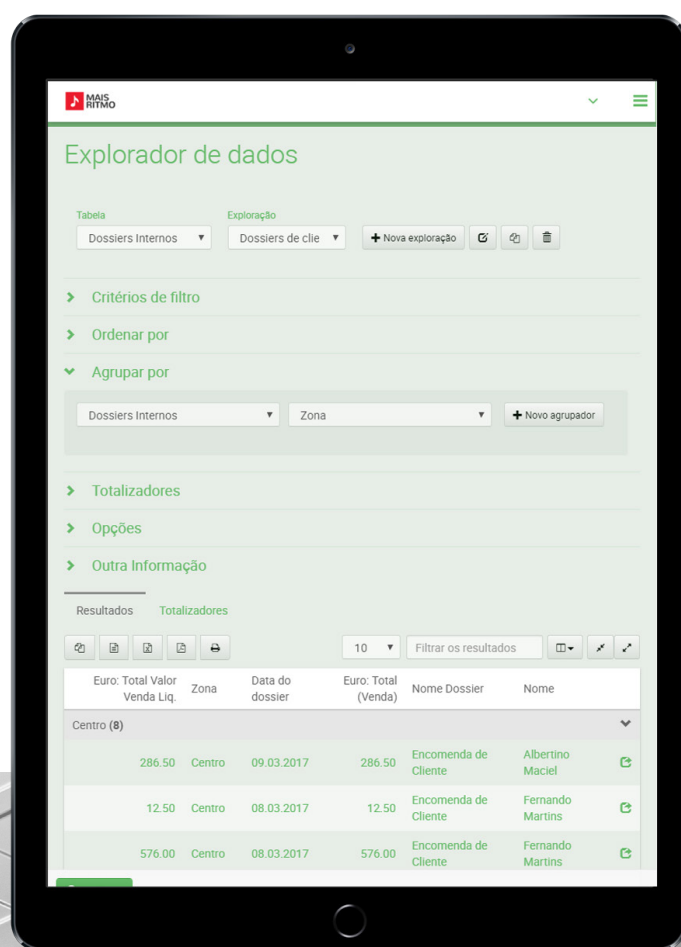 MAIS
RITMO
Explorador de dados
Tabela Exploração
Dossiers Internos Dossiers de clie Nova exploração
Critérios de filtro
Ordenar por
Agrupar por
Dossiers Internos Zona Novo agrupador
Totalizadores
Opções
Outra Informação
Resultados Totalizadores
10 Filtrar os resultados
Euro: Total Valor
Venda Liq. Zona Data do
dossier Euro: Total
(Venda) Nome Dossier Nome
Centro (8)
286.50 Centro 09.03.2017 286.50 Encomenda de
Cliente Albertino
Maciel
12.50 Centro 08.03.2017 12.50 Encomenda de
Cliente Fernando
Martins
576.00 Centro 08.03.2017 576.00 Encomenda de
Cliente Fernando
Martins